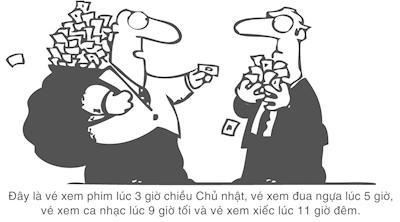 Đây là vé xem phim lúc 3 giờ chiều Chủ nhật, vé xem đua ngựa lúc 5 giờ,
vé xem ca nhạc lúc 9 giờ tối và vé xem xiếc lúc 11 giờ đêm.